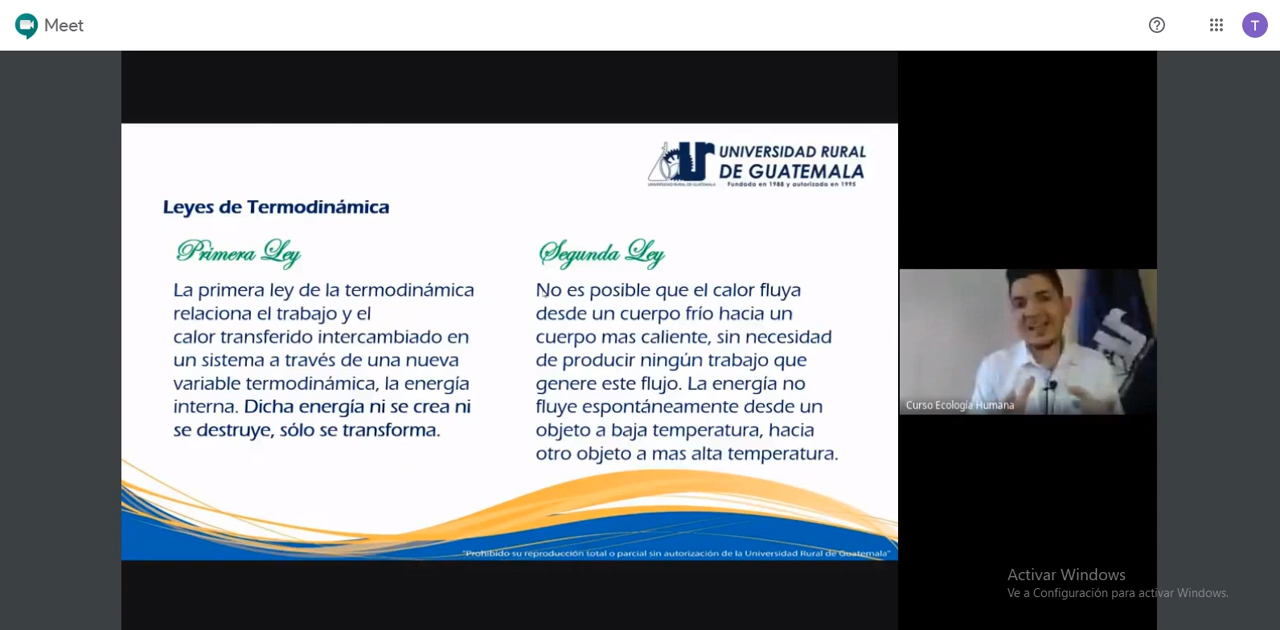 Meet
T
UNIVERSIDAD RURAL
DE GUATEMALA
Fundada en 1988 y autorizada en 1995
UNIVERSIDAD RURAL DE GUATEMALA
Leyes de Termodinámica
Primera Ley
La primera ley de la termodinámica
relaciona el trabajo y el
calor transferido intercambiado en
un sistema a través de una nueva
variable termodinámica, la energía
interna. Dicha energía ni se crea ni
se destruye, sólo se transforma.
Segunda Ley
No es posible que el calor fluya
desde un cuerpo frío hacia un
cuerpo mas caliente, sin necesidad
de producir ningún trabajo que
genere este flujo. La energía no
fluye espontáneamente desde un
objeto a baja temperatura, hacia
otro objeto a mas alta temperatura.
"Prohibido su reproducción total o parcial sin autorización de la Universidad Rural de Guatemala"
Curso Ecología Humana
Activar Windows
Ve a Configuración para activar Windows.